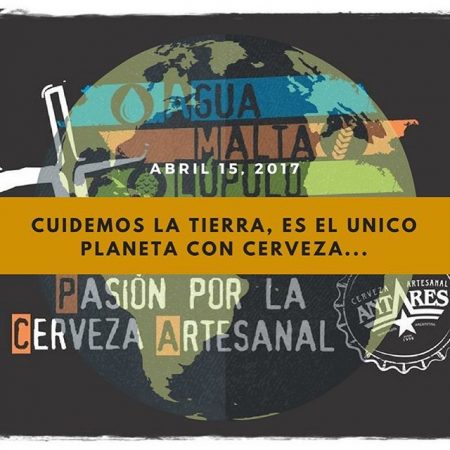 AGUA
MALTA
ABRIL 15, 2017
LÚPULO
CUIDEMOS LA TIERRA, ES EL UNICO
PLANETA CON CERVEZA...
PASIÓN POR LA
CERVEZA ARTESANAL
CERVEZA ARTESANAL
ANTARES
ARGENTINA